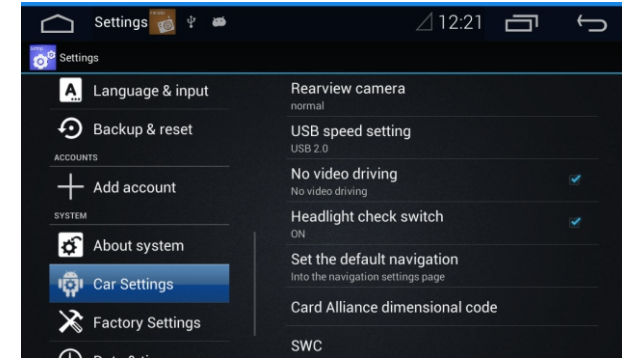 Settings
12:21
Settings
Language & input
Backup & reset
ACCOUNTS
Add account
SYSTEM
About system
Car Settings
Factory Settings
Rearview camera
normal
USB speed setting
USB 2.0
No video driving
No video driving
Headlight check switch
ON
Set the default navigation
Into the navigation settings page
Card Alliance dimensional code
SWC